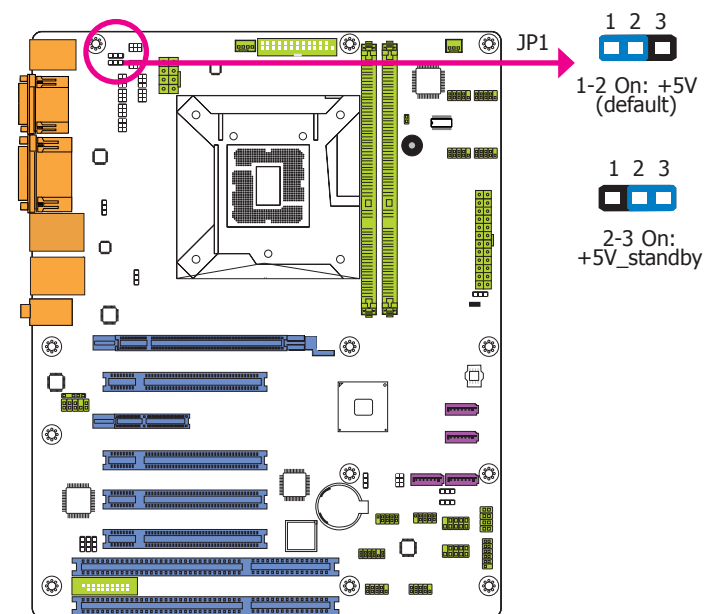 JP1
1 2 3
1-2 On: +5V
(default)
1 2 3
2-3 On:
+5V_standby